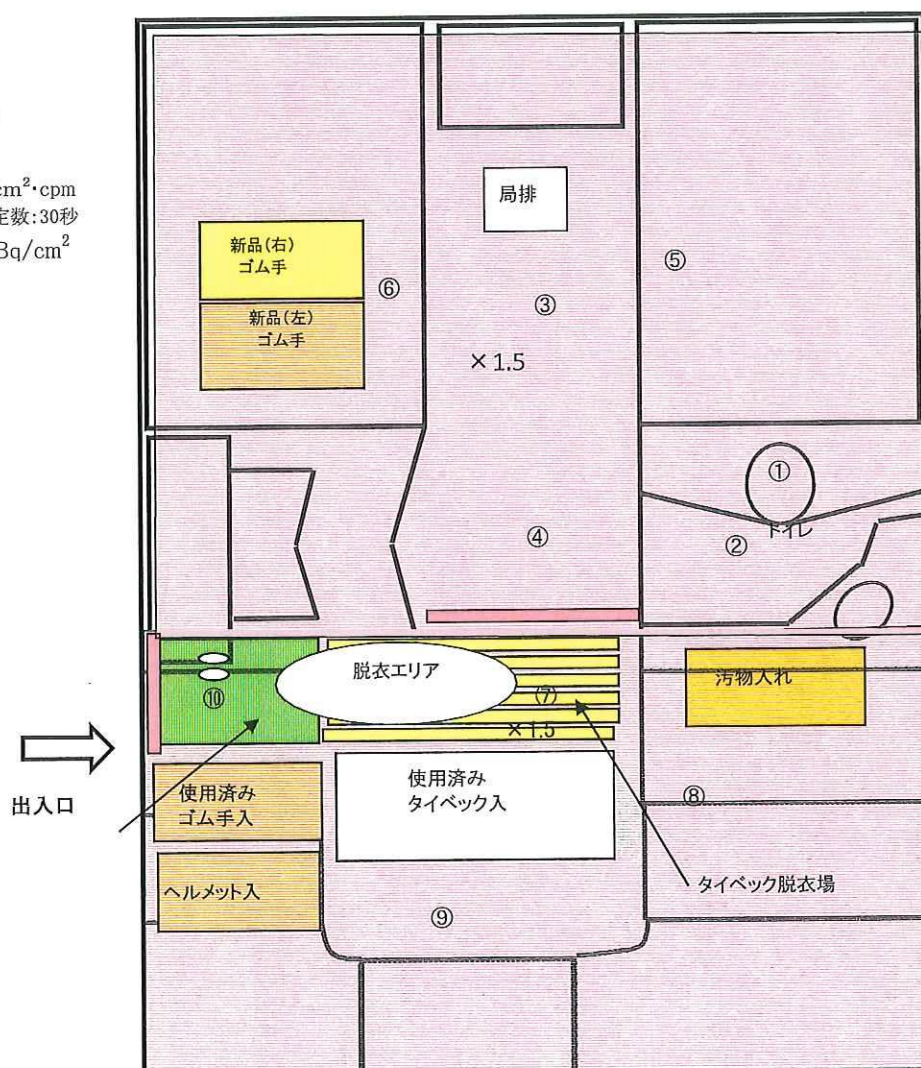 cm²・cpm
定数:30秒
Bq/cm²
局排
新品(右)
ゴム手
新品(左)
ゴム手
⑥
⑤
③
×1.5
①
トイレ
②
④
脱衣エリア
⑩
⑦
×1.5
汚物入れ
出入口
使用済み
ゴム手入
使用済み
タイベック入
⑧
ヘルメット入
タイベック脱衣場
⑨